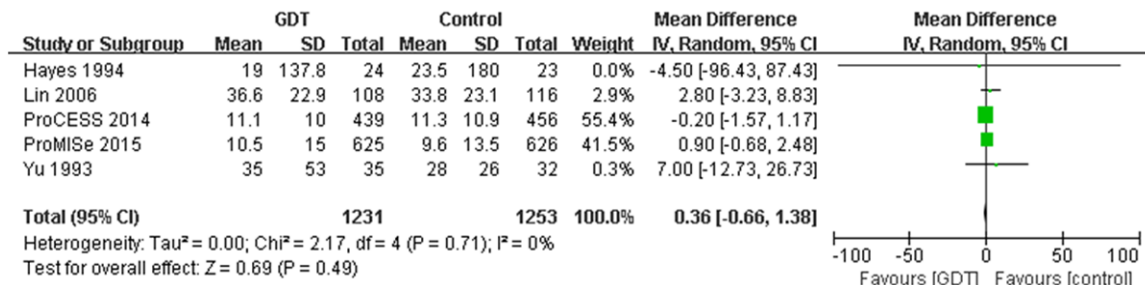 GDT Control Mean Difference Mean Difference
Study or Subgroup Mean SD Total Mean SD Total Weight IV, Random, 95% CI IV, Random, 95% CI
Hayes 1994 19 137.8 24 23.5 180 23 0.0% -4.50 [-96.43, 87.43]
Lin 2006 36.6 22.9 108 33.8 23.1 116 2.9% 2.80 [-3.23, 8.83]
ProCESS 2014 11.1 10 439 11.3 10.9 456 55.4% -0.20 [-1.57, 1.17]
ProMISe 2015 10.5 15 625 9.6 13.5 626 41.5% 0.90 [-0.68, 2.48]
Yu 1993 35 53 35 28 26 32 0.3% 7.00 [-12.73, 26.73]
Total (95% CI) 1231 1253 100.0% 0.36 [-0.66, 1.38]
Heterogeneity: Tau² = 0.00; Chi² = 2.17, df = 4 (P = 0.71); I² = 0%
Test for overall effect: Z = 0.69 (P = 0.49)
-100 -50 0 50 100
Favours [GDT] Favours [control]